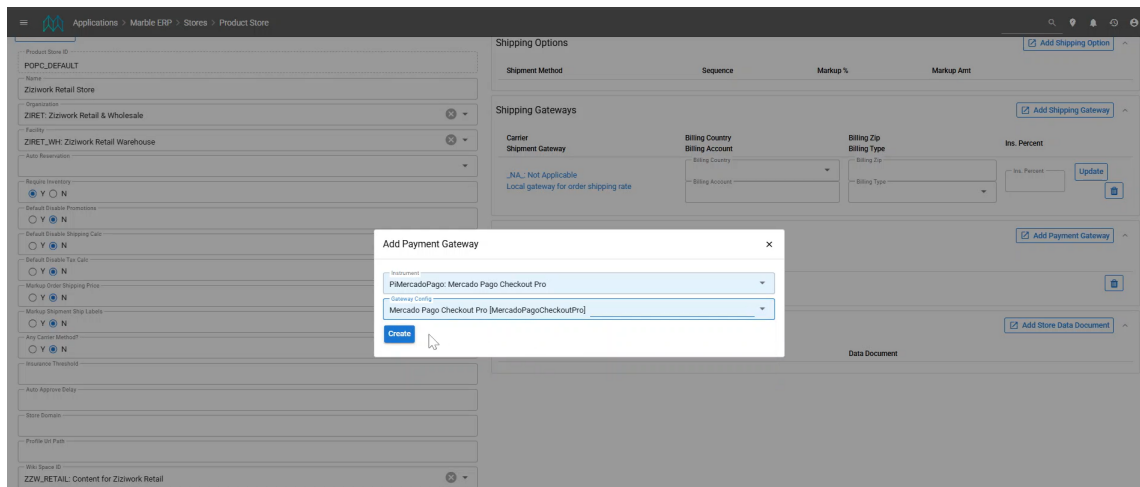 Applications > Marble ERP > Stores > Product Store
Product Store ID
POPC_DEFAULT
Name
Ziziwork Retail Store
Organization
ZIRET: Ziziwork Retail & Wholesale
Facility
ZIRET_WH: Ziziwork Retail Warehouse
Auto Reservation
Require Inventory
Y N
Default Disable Promotions
Y N
Default Disable Shipping Calc
Y N
Default Disable Tax Calc
Y N
Markup Order Shipping Price
Y N
Markup Shipment Ship Labels
Y N
Any Carrier Method?
Y N
Insurance Threshold
Auto Approve Delay
Store Domain
Profile Url Path
Wiki Space ID
ZZW_RETAIL: Content for Ziziwork Retail
Shipping Options
Add Shipping Option
Shipment Method Sequence Markup % Markup Amt
Shipping Gateways
Add Shipping Gateway
Carrier Billing Country Billing Zip Ins. Percent
Shipment Gateway Billing Account Billing Type
Billing Country Billing Zip
_NA_: Not Applicable Ins. Percent Update
Local gateway for order shipping rate Billing Account Billing Type
Add Payment Gateway
Add Payment Gateway
Instrument
PiMercadoPago: Mercado Pago Checkout Pro
Gateway Config
Mercado Pago Checkout Pro [MercadoPagoCheckoutPro]
Create
Add Store Data Document
Data Document